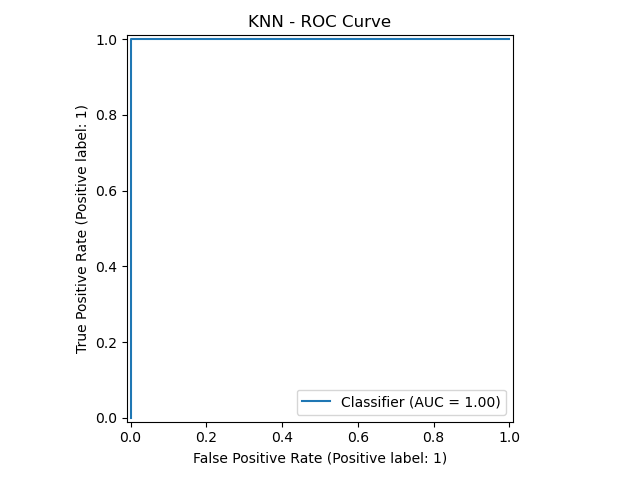 KNN - ROC Curve
True Positive Rate (Positive label: 1)
1.0
0.8
0.6
0.4
0.2
0.0
Classifier (AUC = 1.00)
0.0 0.2 0.4 0.6 0.8 1.0
False Positive Rate (Positive label: 1)